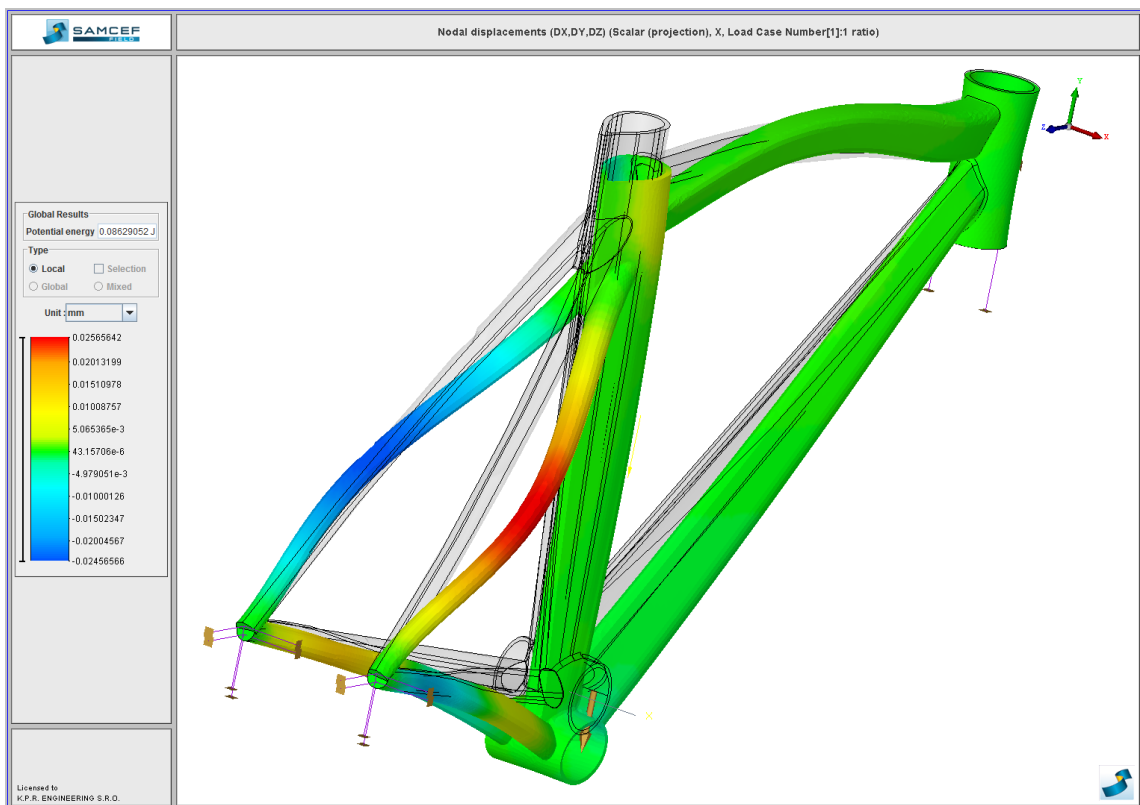 SAMCEF
FIELD
Nodal displacements (DX,DY,DZ) (Scalar (projection), X, Load Case Number[1]:1 ratio)
Y
Z
X
Global Results
Potential energy 0.08629052 J
Type
Local Selection
Global Mixed
Unit : mm
0.02565642
0.02013199
0.01510978
0.01008757
5.065365e-3
43.15706e-6
-4.979051e-3
-0.01000126
-0.01502347
-0.02004567
-0.02456566
X
Licensed to
K.P.R. ENGINEERING S.R.O.